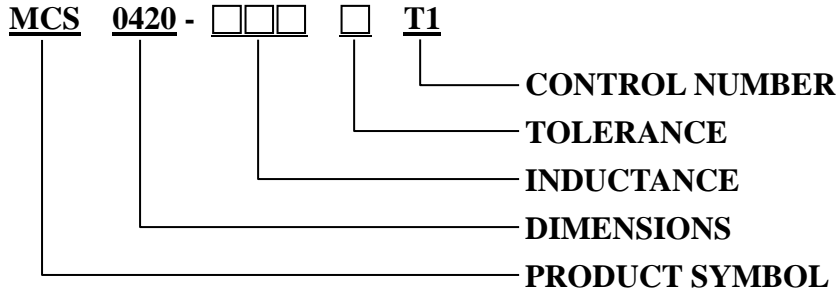 MCS 0420 - □□□ □ T1
CONTROL NUMBER
TOLERANCE
INDUCTANCE
DIMENSIONS
PRODUCT SYMBOL